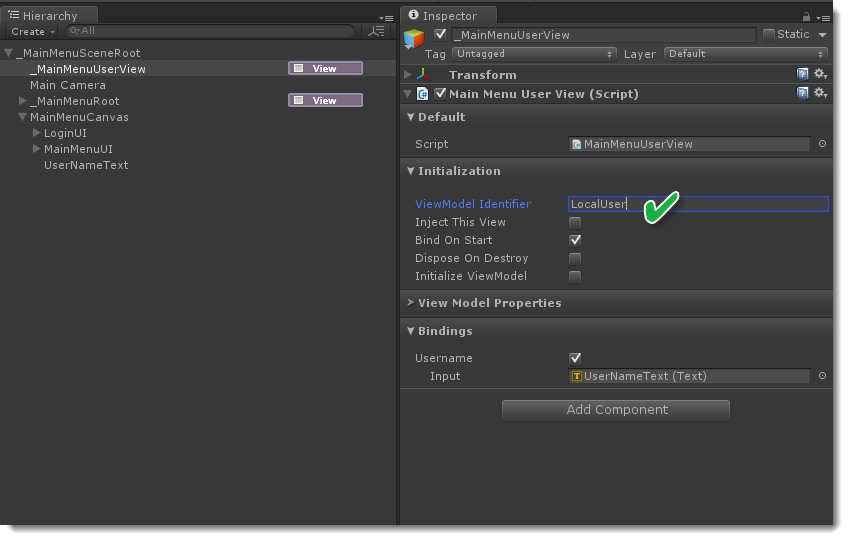 Hierarchy
Create
All
_MainMenuSceneRoot
_MainMenuUserView View
Main Camera
_MainMenuRoot View
MainMenuCanvas
LoginUI
MainMenuUI
UserNameText
Inspector
_MainMenuUserView Static
Tag Untagged Layer Default
Transform
Main Menu User View (Script)
Default
Script MainMenuUserView
Initialization
ViewModel Identifier LocalUser
Inject This View
Bind On Start
Dispose On Destroy
Initialize ViewModel
View Model Properties
Bindings
Username
Input UserNameText (Text)
Add Component